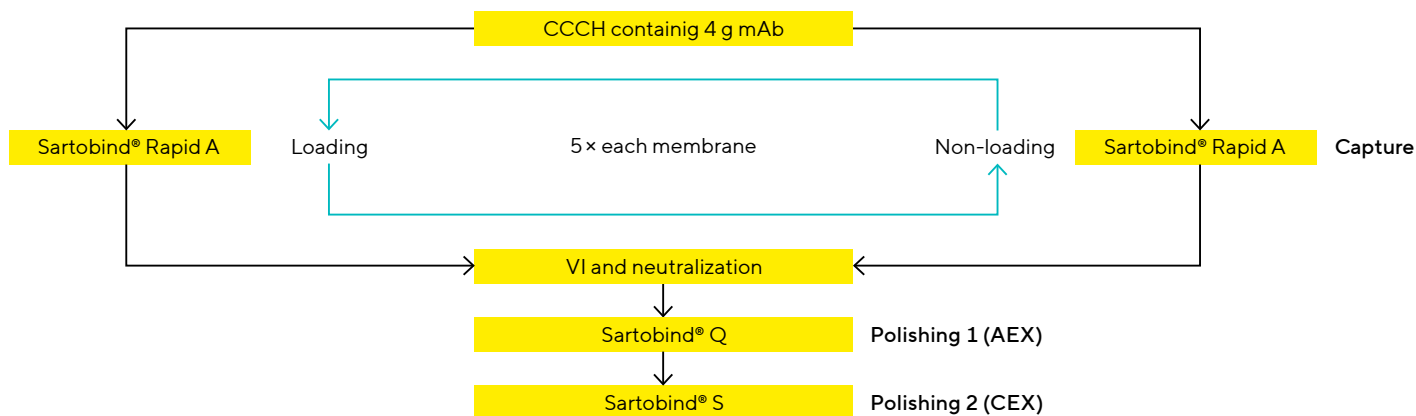 CCCH containig 4 g mAb
Sartobind® Rapid A
Loading
5 × each membrane
Non-loading
Sartobind® Rapid A
Capture
VI and neutralization
Sartobind® Q
Polishing 1 (AEX)
Sartobind® S
Polishing 2 (CEX)